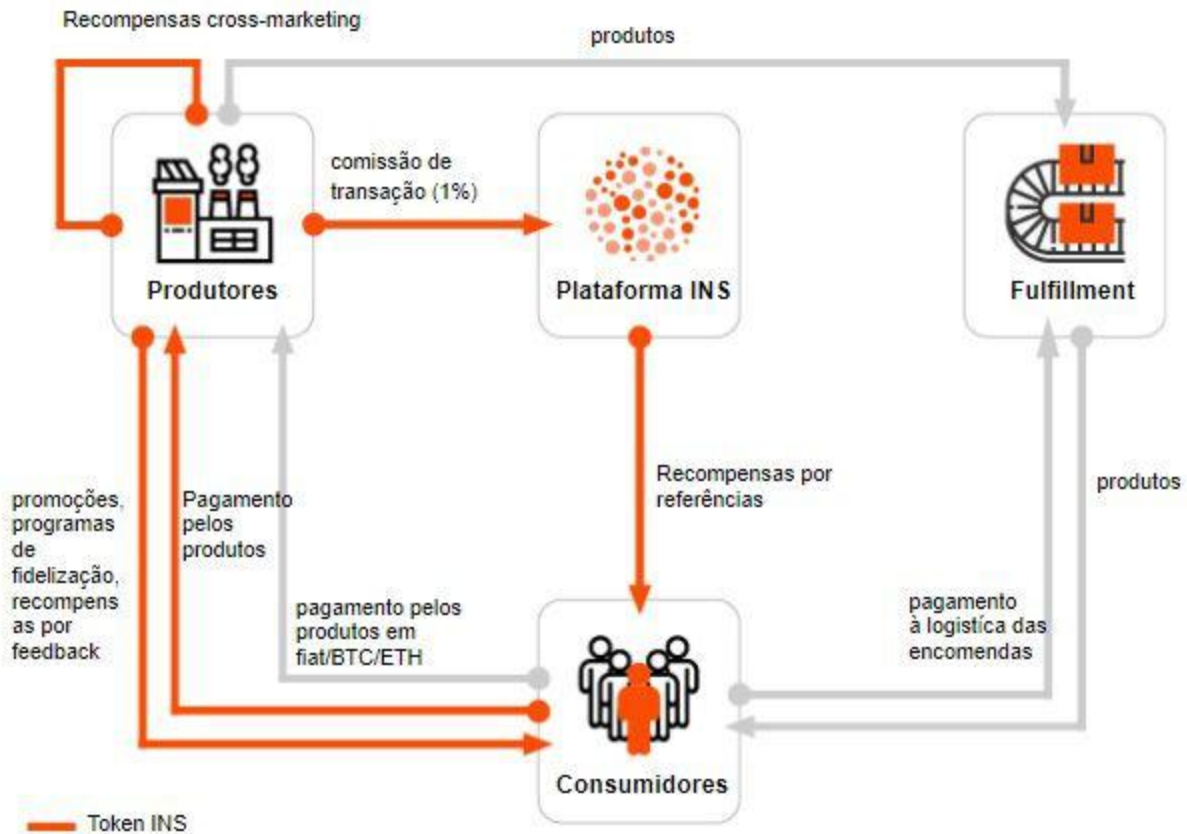 Recompensas cross-marketing
produtos
comissão de
transação (1%)
Produtores
Plataforma INS
Fulfillment
promoções,
programas
de
fidelização,
recompens
as por
feedback
Pagamento
pelos
produtos
Recompensas por
referências
produtos
pagamento pelos
produtos em
fiat/BTC/ETH
pagamento
à logistíca das
encomendas
Consumidores
Token INS